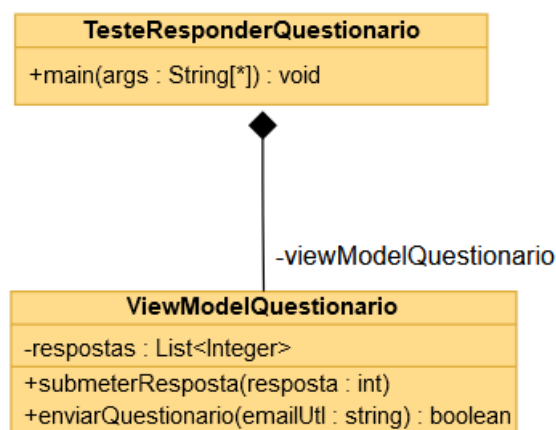 TesteResponderQuestionario
+main(args : String[*]) : void
-viewModelQuestionario
ViewModelQuestionario
-respostas : List<Integer>
+submeterResposta(resposta : int)
+enviarQuestionario(emailUtl : string) : boolean